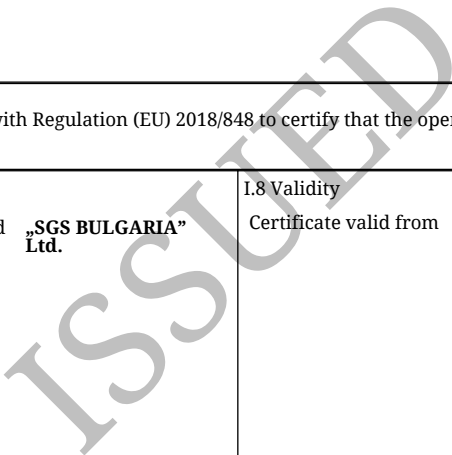 with Regulation (EU) 2018/848 to certify that the oper
„SGS BULGARIA”
Ltd.
I.8 Validity
Certificate valid from
ISSUED